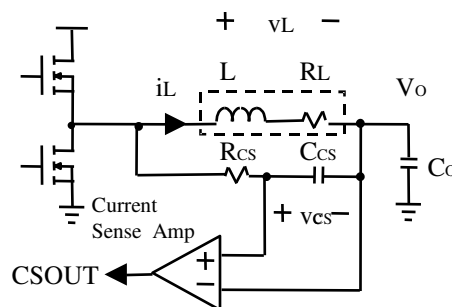 + vL −
iL L RL VO
RCS CCS
CO
+ vcs −
Current
Sense Amp
+
CSOUT
−